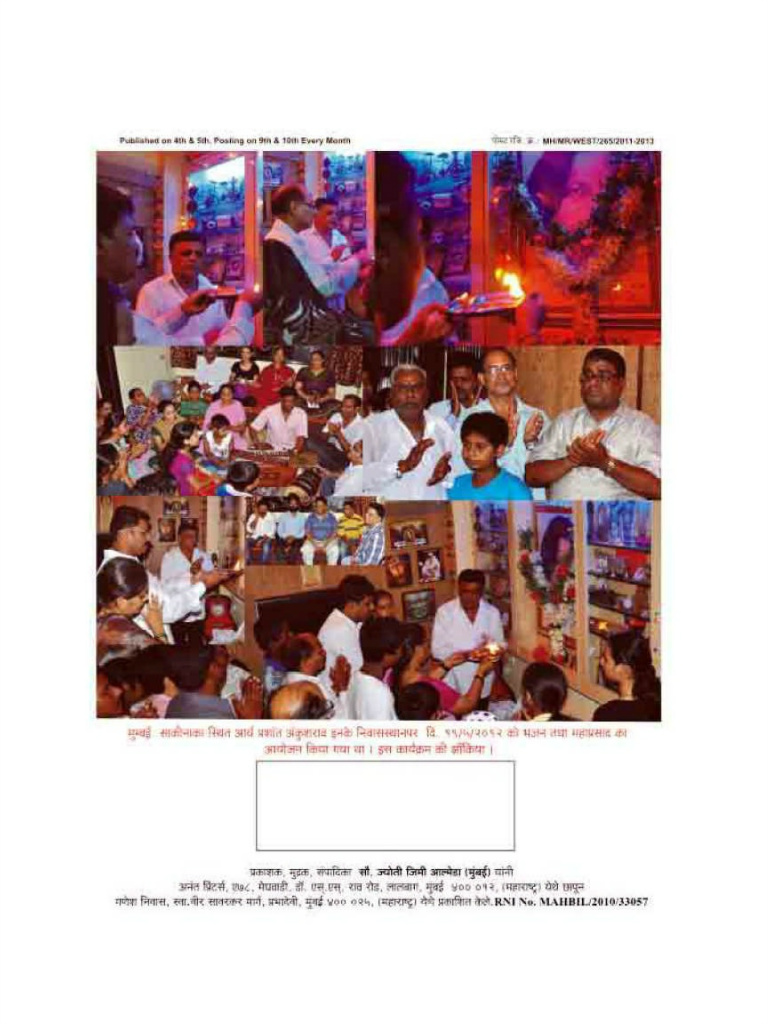 Published on 4th & 5th, Posting on 9th & 10th Every Month
पोस्ट रजि. क्र.: MH/MR/WEST/265/2011-2013
मुम्बई साकीनाका स्थित आर्य प्रशांत अंकुशराव इनके निवासस्थानपर दि. १९/५/२०१२ को भजन तथा महाप्रसाद का
आयोजन किया गया था । इस कार्यक्रम की झाँकिया ।
प्रकाशक, मुद्रक, संपादिका सौ. ज्योती जिमी आल्मेडा (मुंबई) यांनी
अनंत प्रिंटर्स, ए७८, मेघवाडी, डॉ. एस.एस. राव रोड, लालबाग, मुंबई ४०० ०१२, (महाराष्ट्र) येथे छापून
गणेश निवास, स्वा.वीर सावरकर मार्ग, प्रभादेवी, मुंबई ४०० ०२५, (महाराष्ट्र) येथे प्रकाशित केले. RNI No. MAHBIL/2010/33057